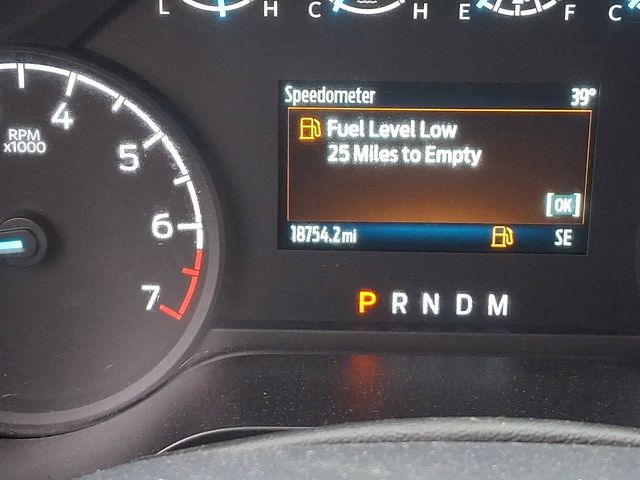 L H C H E F C
Speedometer 39°
Fuel Level Low
25 Miles to Empty
[OK]
18754.2mi SE
4
RPM
x1000
5
6
7
P R N D M